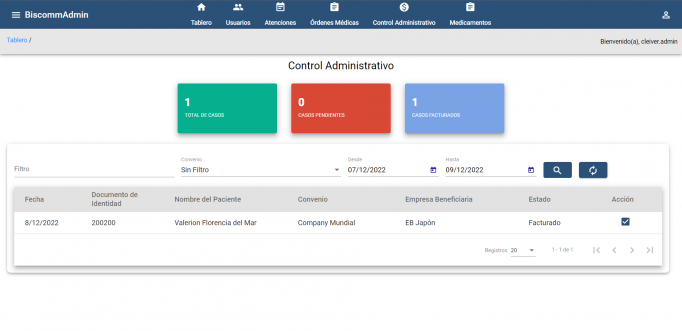 BiscommAdmin
Tablero
Usuarios
Atenciones
Órdenes Médicas
Control Administrativo
Medicamentos
Tablero /
Bienvenido(a), cleiver.admin
Control Administrativo
1
TOTAL DE CASOS
0
CASOS PENDIENTES
1
CASOS FACTURADOS
Filtro
Convenio
Sin Filtro
Desde
07/12/2022
Hasta
09/12/2022
Fecha
Documento de
Identidad
Nombre del Paciente
Convenio
Empresa Beneficiaria
Estado
Acción
8/12/2022
200200
Valerion Florencia del Mar
Company Mundial
EB Japón
Facturado
Registros
20
1 - 1 de 1